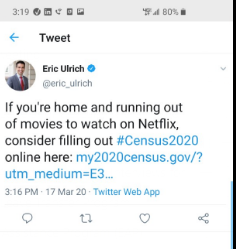 3:19
80%
Tweet
Eric Ulrich
@eric_ulrich
If you're home and running out
of movies to watch on Netflix,
consider filling out #Census2020
online here: my2020census.gov/?
utm_medium=E3...
3:16 PM · 17 Mar 20 · Twitter Web App